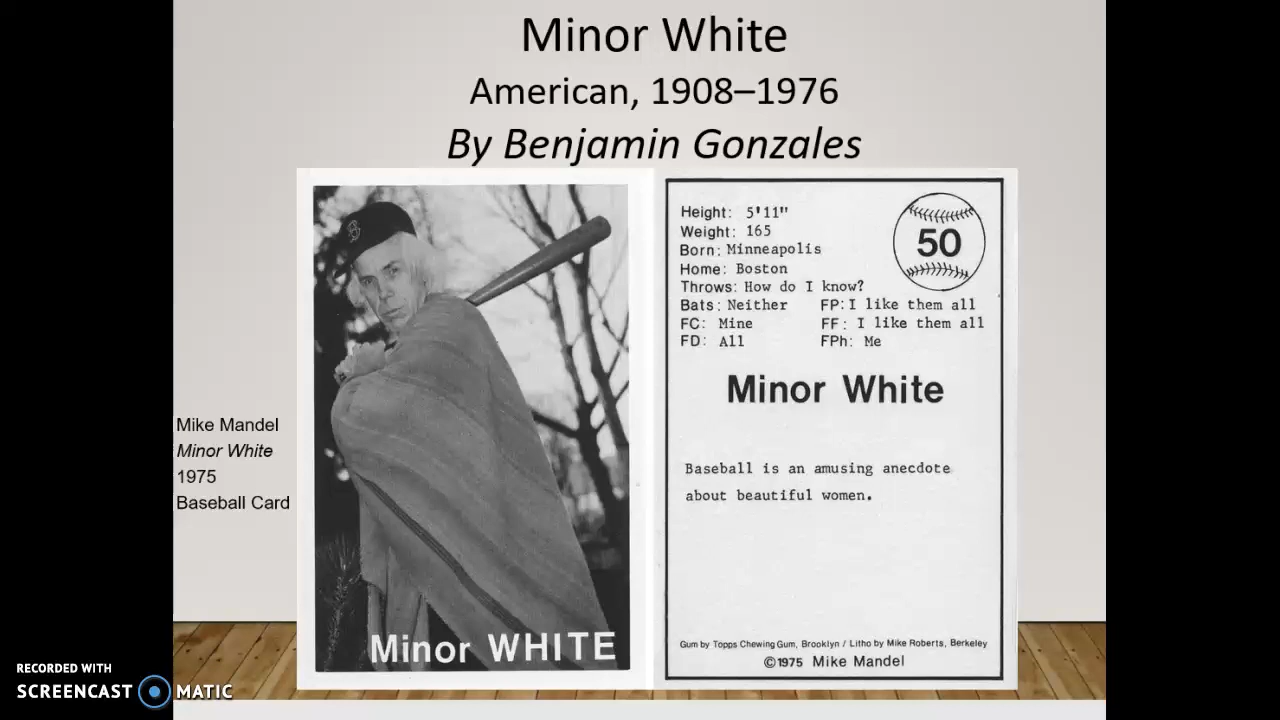 Minor White
American, 1908–1976
By Benjamin Gonzales
Mike Mandel
Minor White
1975
Baseball Card
Minor WHITE
50
Height: 5'11"
Weight: 165
Born: Minneapolis
Home: Boston
Throws: How do I know?
Bats: Neither FP: I like them all
FC: Mine FF: I like them all
FD: All FPh: Me
Minor White
Baseball is an amusing anecdote
about beautiful women.
Gum by Topps Chewing Gum, Brooklyn / Litho by Mike Roberts, Berkeley
©1975 Mike Mandel
RECORDED WITH
SCREENCAST MATIC